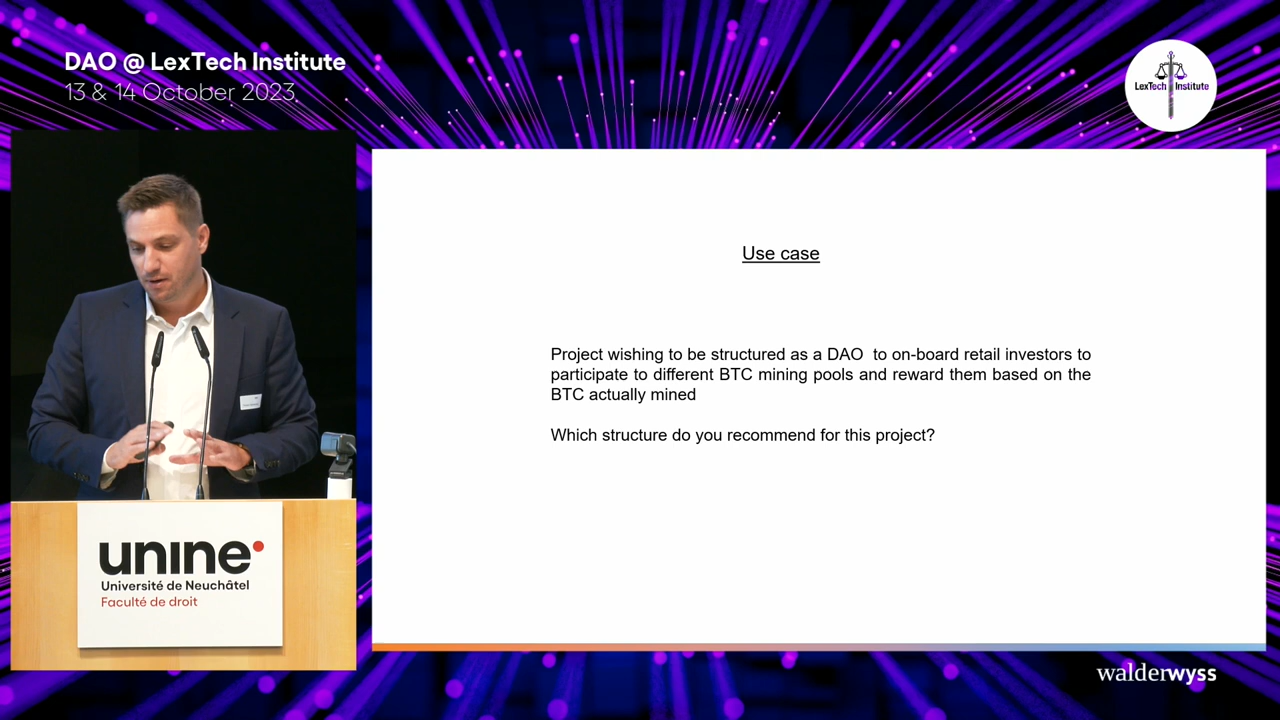 DAO @ LexTech Institute
13 & 14 October 2023
LexTech Institute
Use case
Project wishing to be structured as a DAO to on-board retail investors to
participate to different BTC mining pools and reward them based on the
BTC actually mined
Which structure do you recommend for this project?
unine
Université de Neuchâtel
Faculté de droit
walderwyss